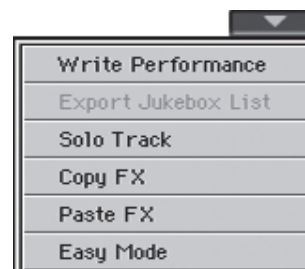 Write Performance
Export Jukebox List
Solo Track
Copy FX
Paste FX
Easy Mode